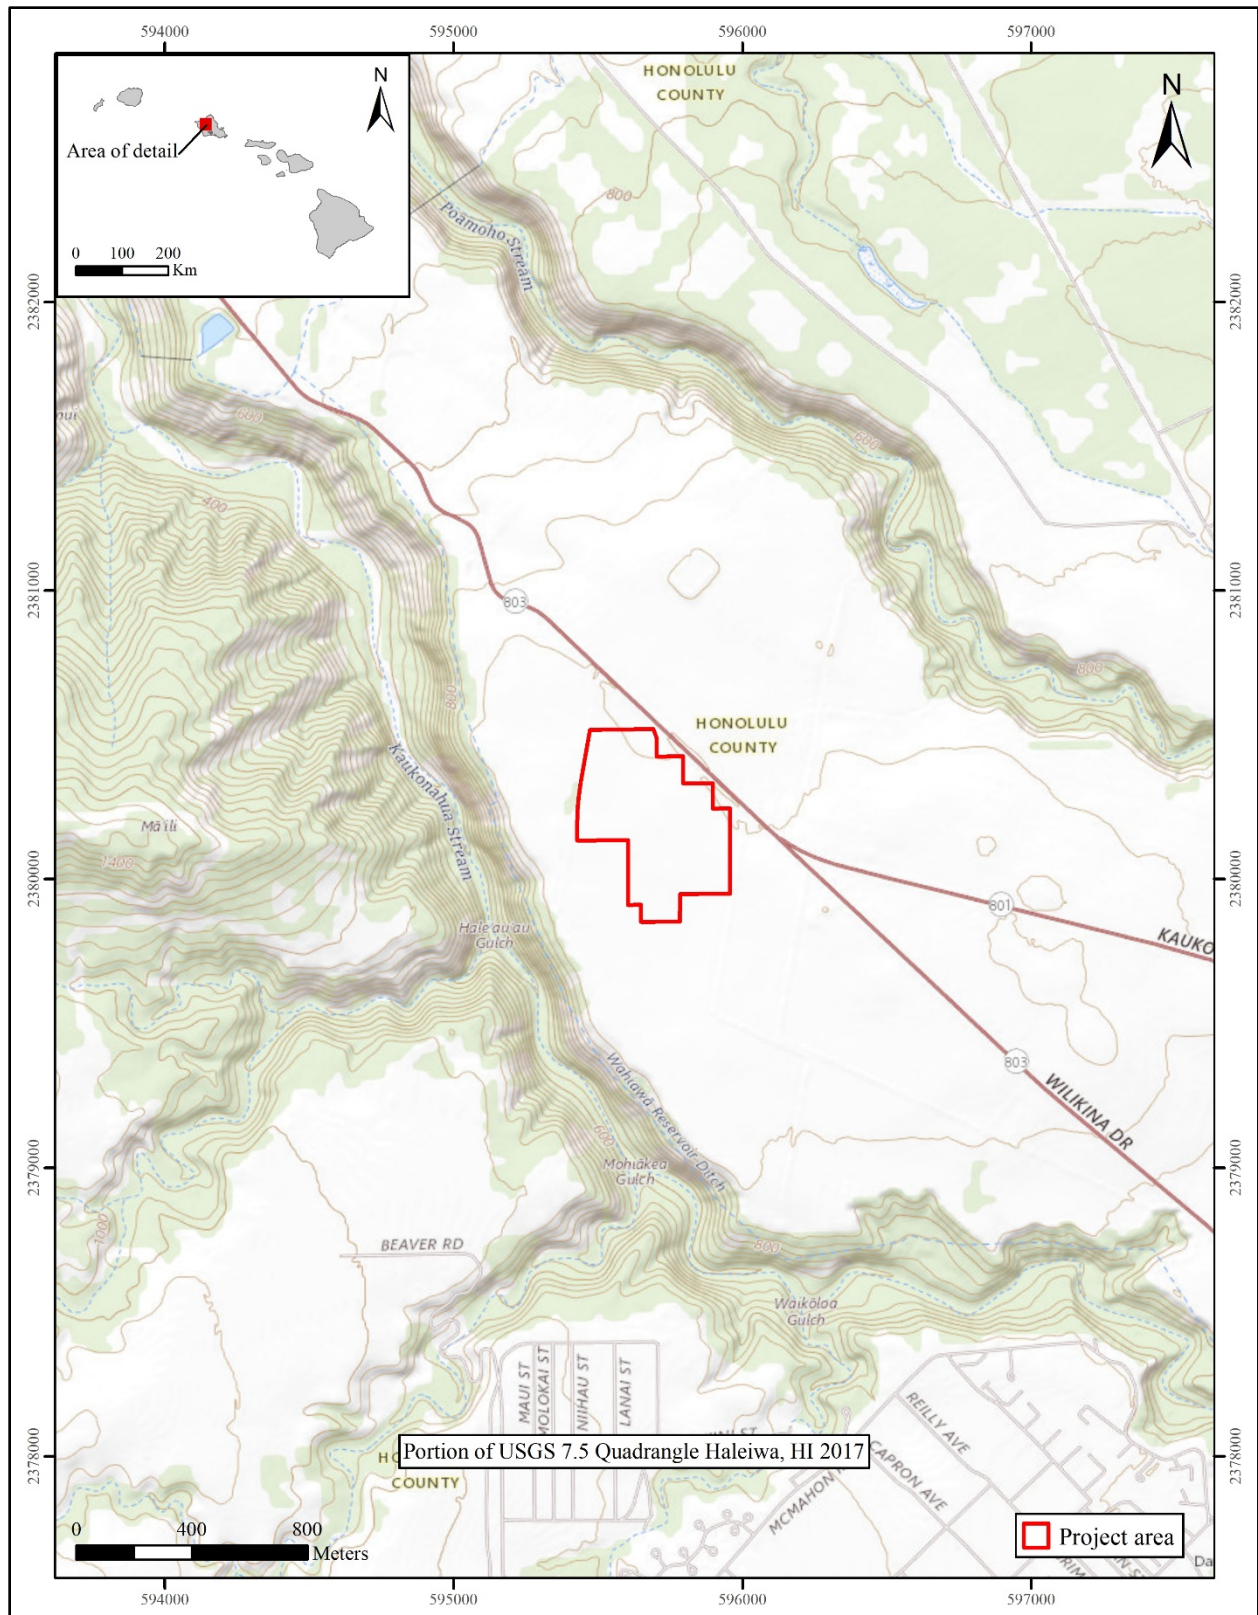 594000 595000 596000 597000
N
Area of detail
0 100 200
Km
HONOLULU
COUNTY
N
800
Poamoho Stream
2382000
2382000
600
600
400
2381000
2381000
803
800
800
HONOLULU
COUNTY
Kaukonahua Stream
Mā'ili
1400
2380000
2380000
801
KAUKO
Hale'au'au
Gulch
803
WILIKINA DR
Wahiawā Reservoir Ditch
600
Mohiākea
Gulch
2379000
2379000
1000
800
BEAVER RD
Waikōloa
Gulch
MAUI ST
MOLOKAI ST
NIIHAU ST
LANAI ST
REILLY AVE
CAPRON AVE
MCMAHON
Portion of USGS 7.5 Quadrangle Haleiwa, HI 2017
2378000
2378000
COUNTY
0 400 800
Meters
Project area
Da
594000 595000 596000 597000